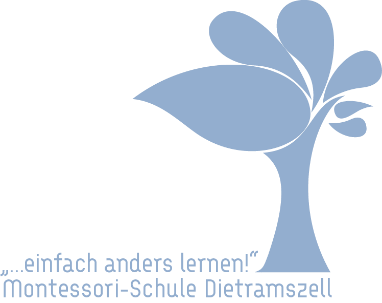 „...einfach anders lernen!“
Montessori-Schule Dietramszell